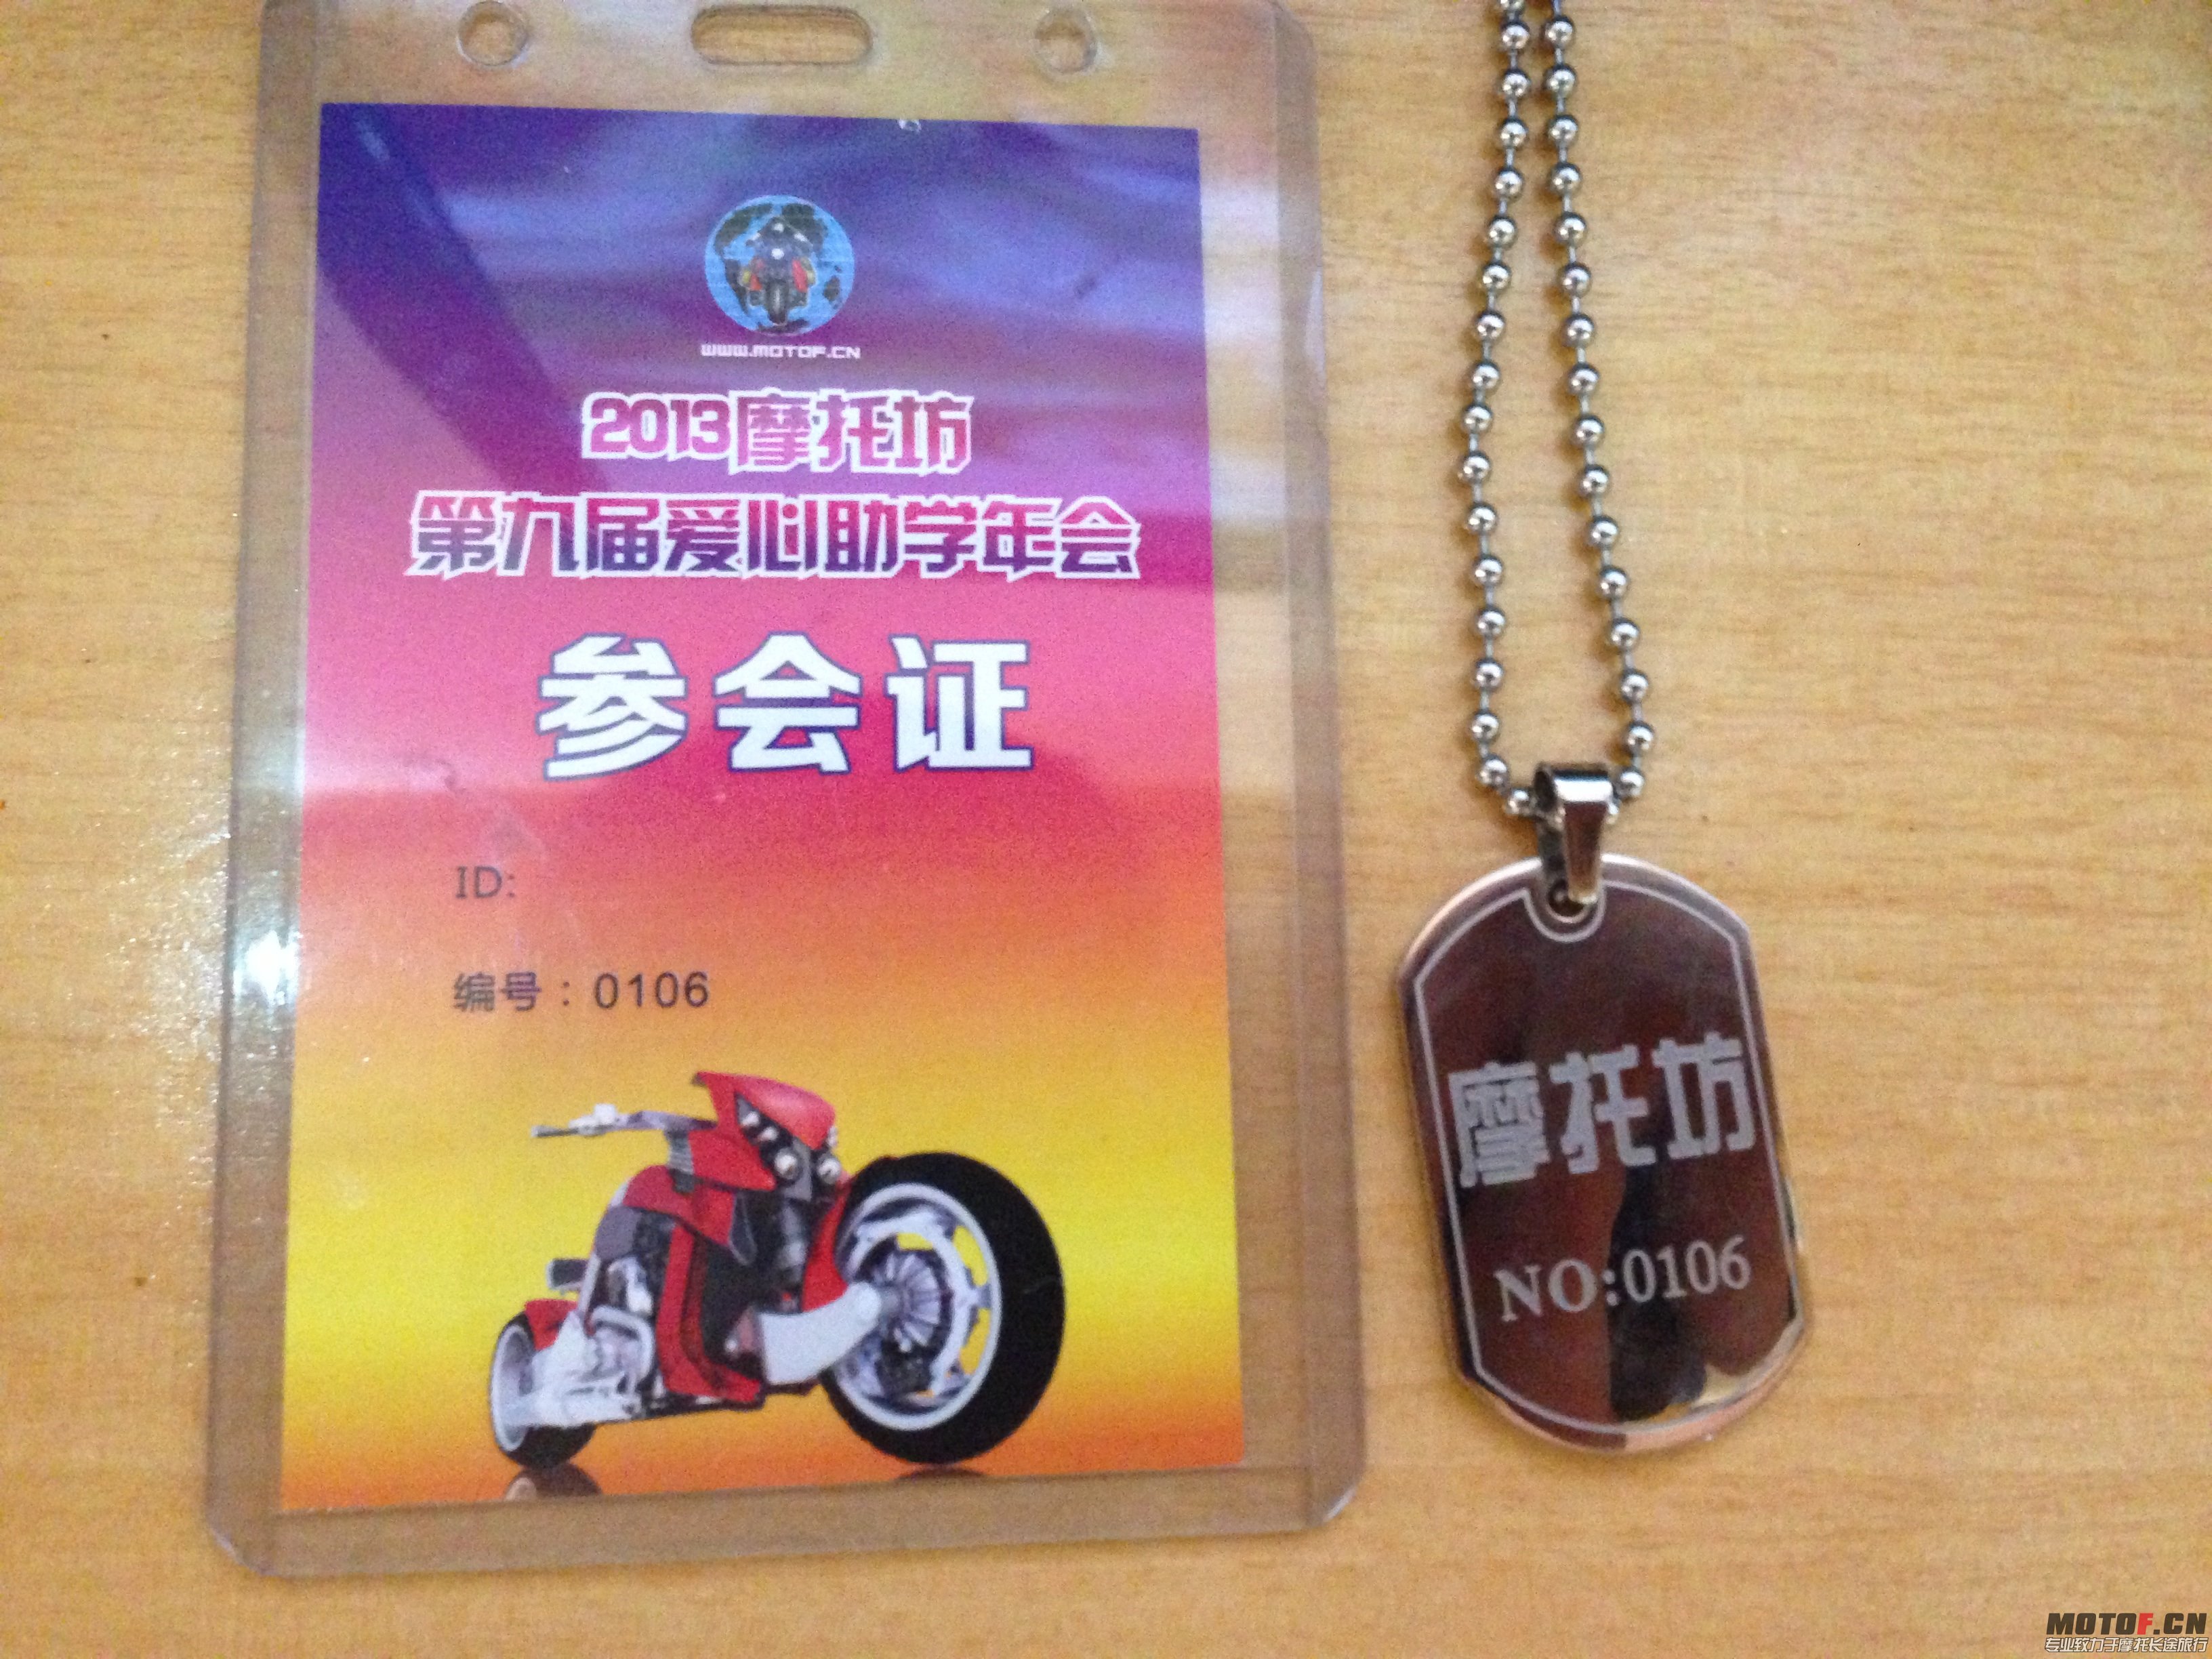 WWW.MOTOF.CN
2013摩托坊
第九届爱心助学年会
参会证
ID:
编号：0106
摩托坊
NO:0106
MOTOF.CN
专业致力于摩托长途旅行